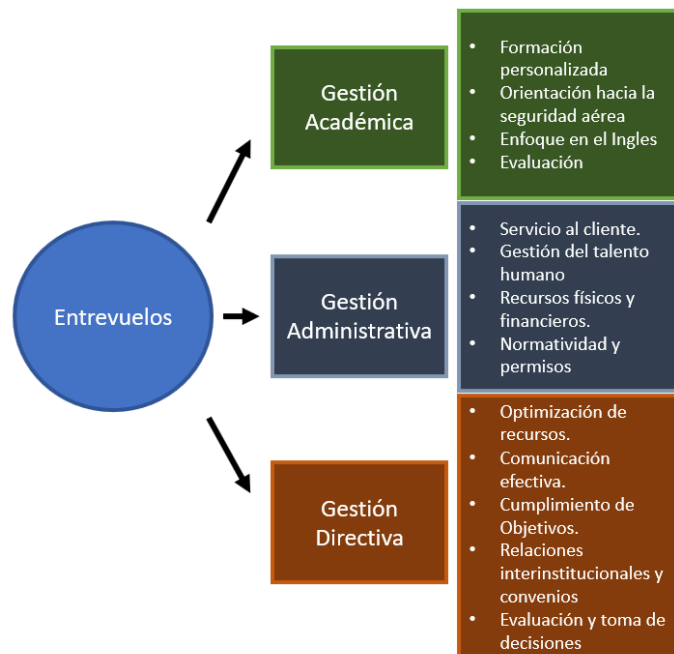 Entrevuelos
Gestión
Académica
• Formación
personalizada
• Orientación hacia la
seguridad aérea
• Enfoque en el Ingles
• Evaluación
Gestión
Administrativa
• Servicio al cliente.
• Gestión del talento
humano
• Recursos físicos y
financieros.
• Normatividad y
permisos
Gestión
Directiva
• Optimización de
recursos.
• Comunicación
efectiva.
• Cumplimiento de
Objetivos.
• Relaciones
interinstitucionales y
convenios
• Evaluación y toma de
decisiones